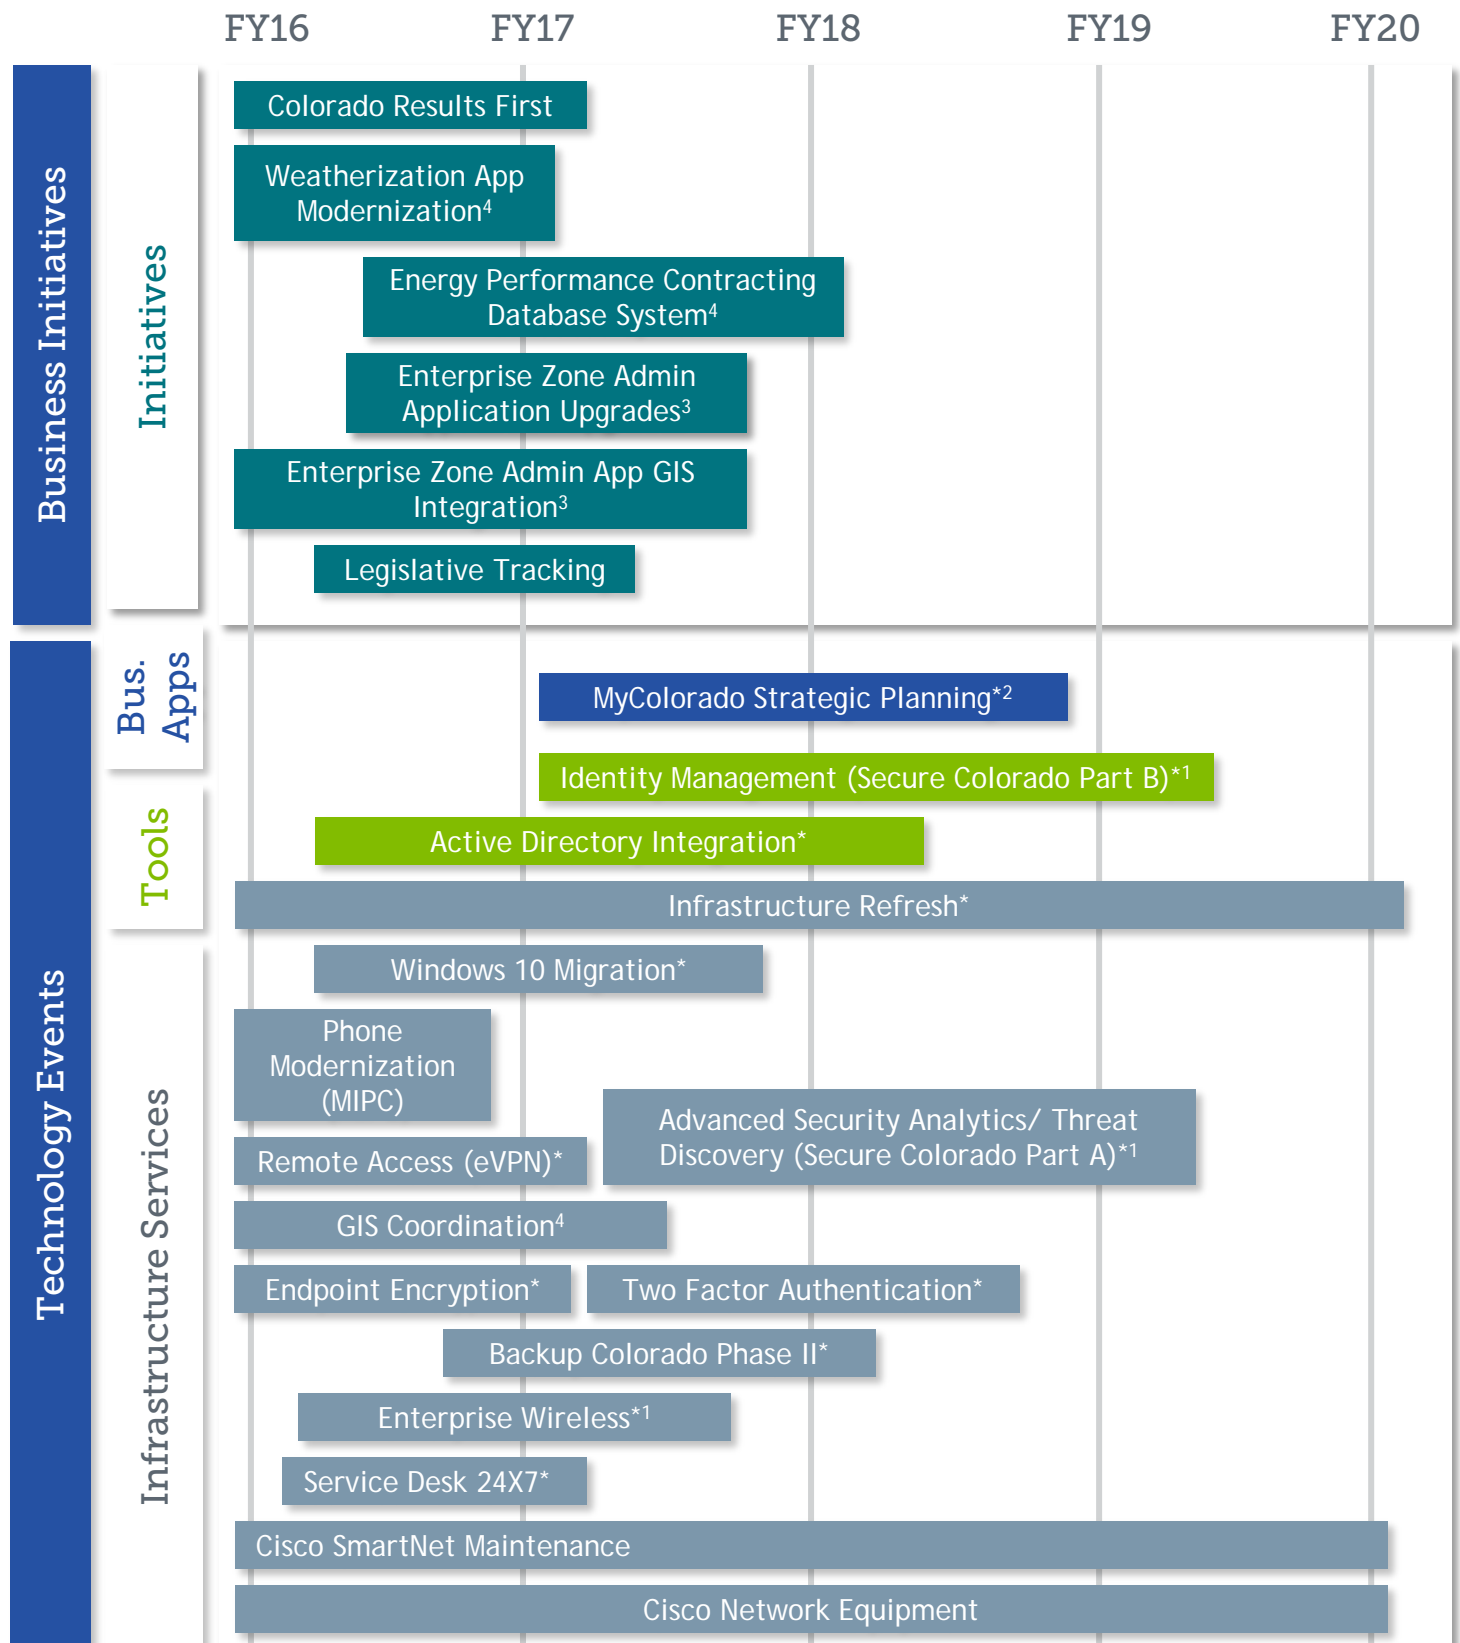 FY16 FY17 FY18 FY19 FY20
Business Initiatives
Initiatives
Colorado Results First
Weatherization App
Modernization⁴
Energy Performance Contracting
Database System⁴
Enterprise Zone Admin
Application Upgrades³
Enterprise Zone Admin App GIS
Integration³
Legislative Tracking
Technology Events
Bus.
Apps
MyColorado Strategic Planning*²
Tools
Identity Management (Secure Colorado Part B)*¹
Active Directory Integration*
Infrastructure Refresh*
Infrastructure Services
Windows 10 Migration*
Phone
Modernization
(MIPC)
Advanced Security Analytics/ Threat
Discovery (Secure Colorado Part A)*¹
Remote Access (eVPN)*
GIS Coordination⁴
Endpoint Encryption*
Two Factor Authentication*
Backup Colorado Phase II*
Enterprise Wireless*¹
Service Desk 24X7*
Cisco SmartNet Maintenance
Cisco Network Equipment